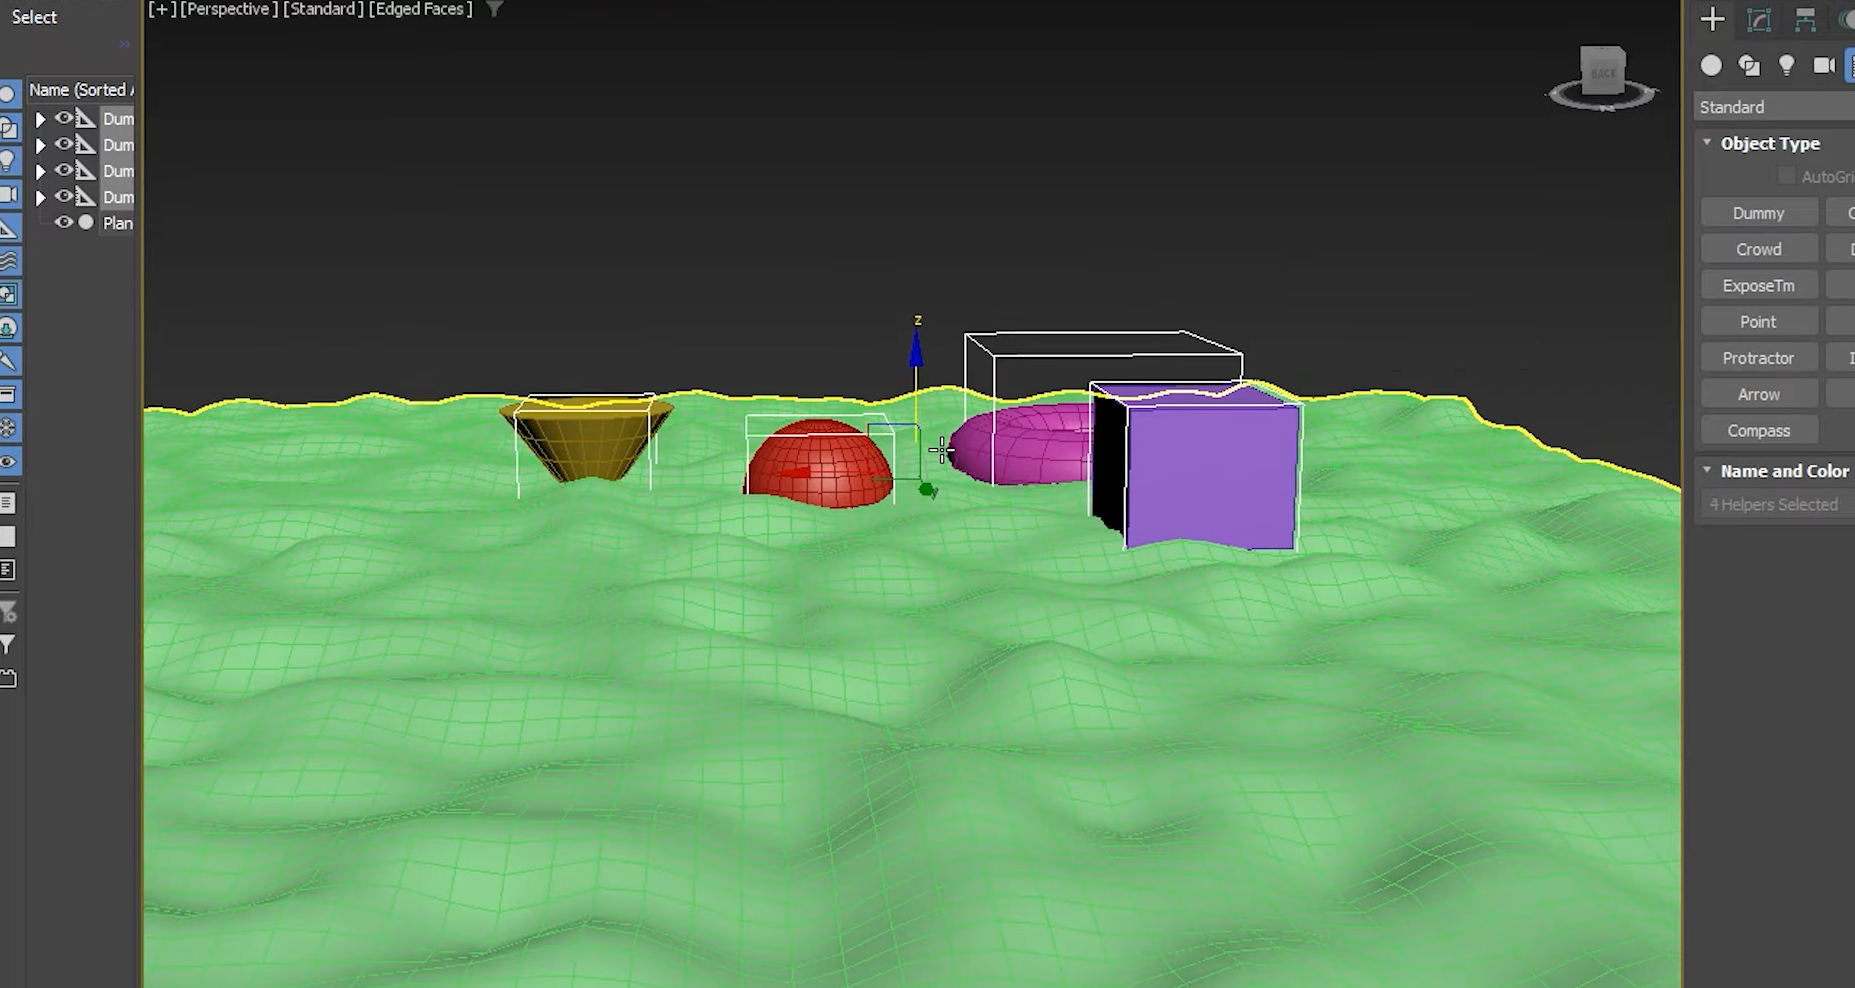 Select
[+] [Perspective] [Standard] [Edged Faces]
BACK
Name (Sorted A
Dum
Dum
Dum
Dum
Plan
z
y
Standard
Object Type
AutoGri
Dummy
Crowd
ExposeTm
Point
Protractor
Arrow
Compass
Name and Color
4 Helpers Selected